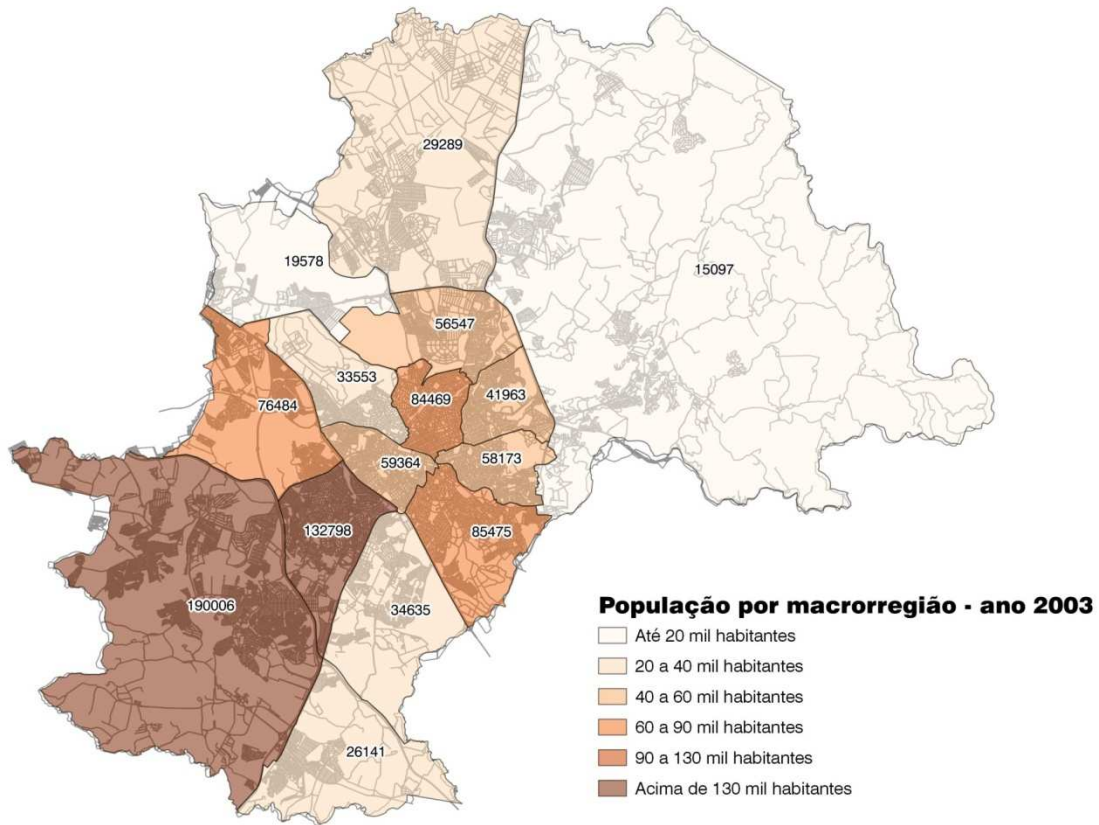 29289
19578
15097
56547
33553
84469
41963
76484
59364
58173
132798
85475
190006
34635
26141
População por macrorregião - ano 2003
Até 20 mil habitantes
20 a 40 mil habitantes
40 a 60 mil habitantes
60 a 90 mil habitantes
90 a 130 mil habitantes
Acima de 130 mil habitantes